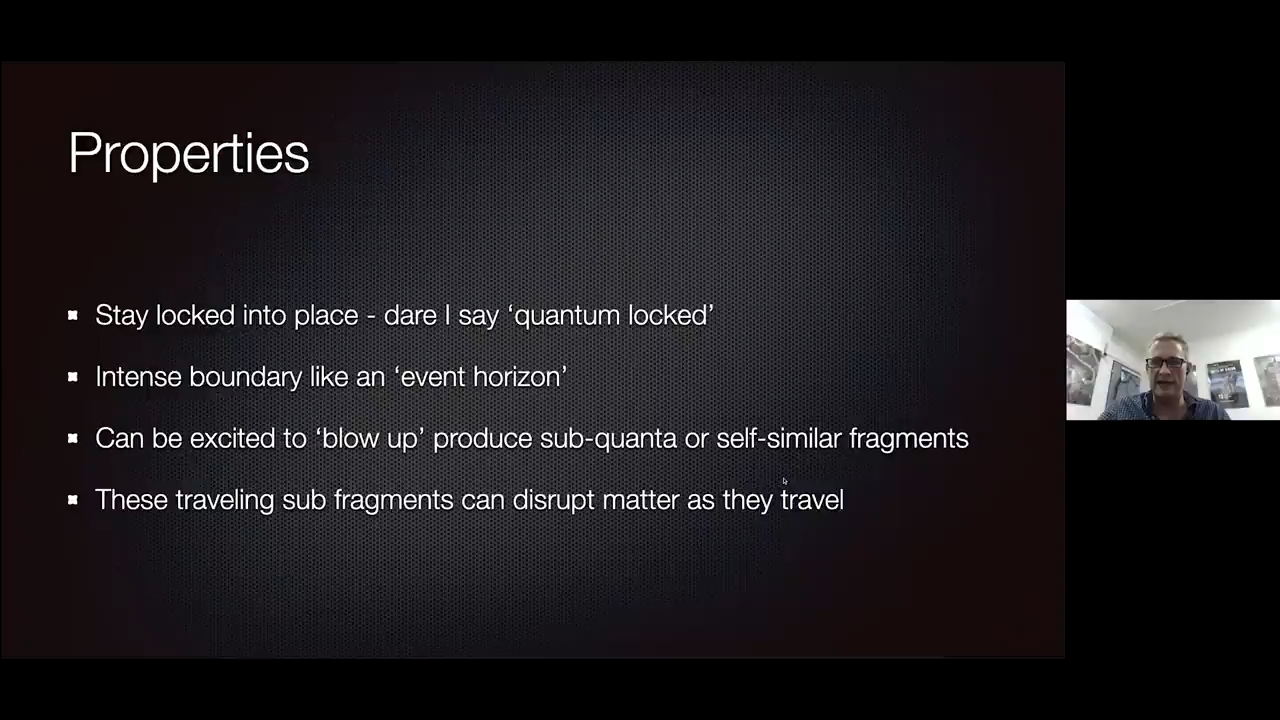 Properties
Stay locked into place - dare I say ‘quantum locked’
Intense boundary like an ‘event horizon’
Can be excited to ‘blow up’ produce sub-quanta or self-similar fragments
These traveling sub fragments can disrupt matter as they travel